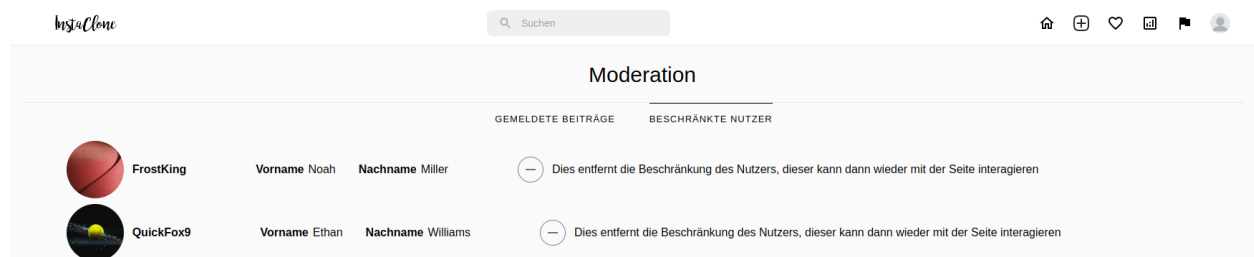 InstaClone
Suchen
Moderation
GEMELDETE BEITRÄGE BESCHRÄNKTE NUTZER
FrostKing Vorname Noah Nachname Miller Dies entfernt die Beschränkung des Nutzers, dieser kann dann wieder mit der Seite interagieren
QuickFox9 Vorname Ethan Nachname Williams Dies entfernt die Beschränkung des Nutzers, dieser kann dann wieder mit der Seite interagieren